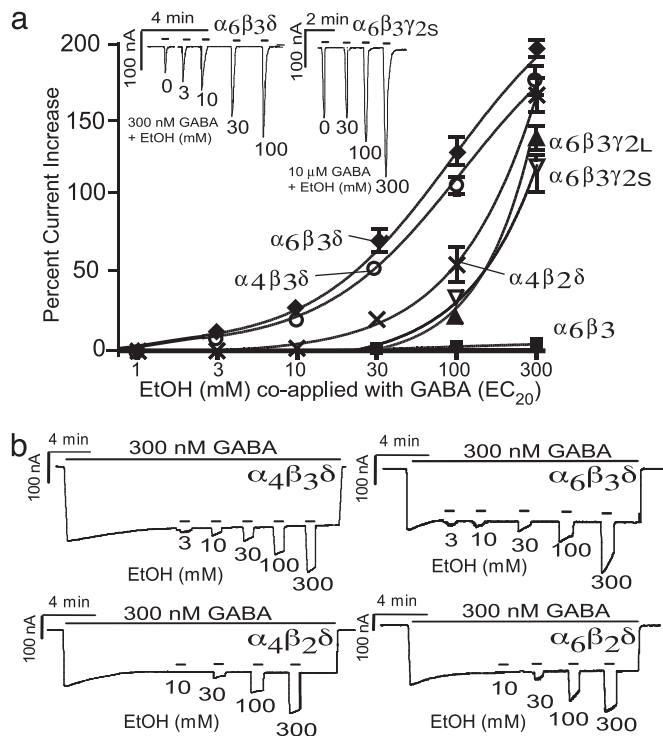 a
4 min
α6β3δ
100 nA
0
3
10
30
100
300 nM GABA
+ EtOH (mM)
2 min
α6β3γ2S
100 nA
0
30
100
300
10 μM GABA
+ EtOH (mM)
Percent Current Increase
200
150
100
50
0
α6β3δ
α4β3δ
α4β2δ
α6β3γ2L
α6β3γ2S
α6β3
1
3
10
30
100
300
EtOH (mM) co-applied with GABA (EC20)
b
4 min
300 nM GABA
100 nA
α4β3δ
3
10
30
100
300
EtOH (mM)
4 min
300 nM GABA
100 nA
α6β3δ
3
10
30
100
300
EtOH (mM)
4 min
300 nM GABA
100 nA
α4β2δ
10
30
100
300
EtOH (mM)
4 min
300 nM GABA
100 nA
α6β2δ
10
30
100
300
EtOH (mM)